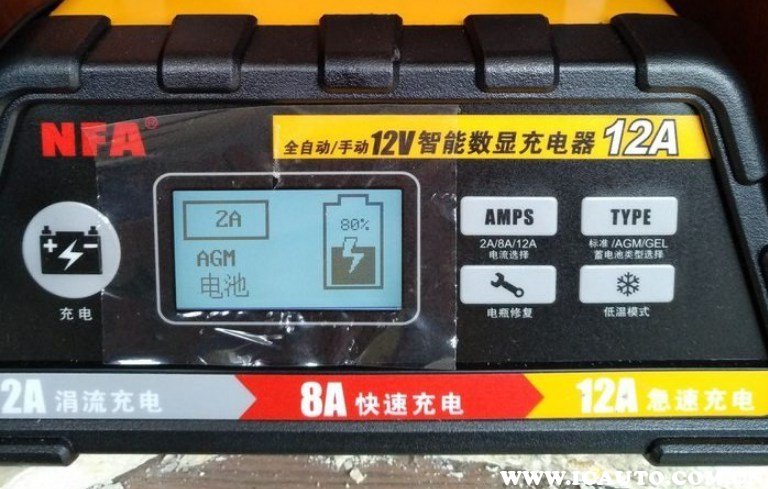 NFA®
全自动/手动12V智能数显充电器 12A
2A
AGM
电池
80%
充电
AMPS
2A/8A/12A
电流选择
TYPE
标准/AGM/GEL
蓄电池类型选择
电瓶修复
低温模式
2A 涓流充电
8A 快速充电
12A 急速充电